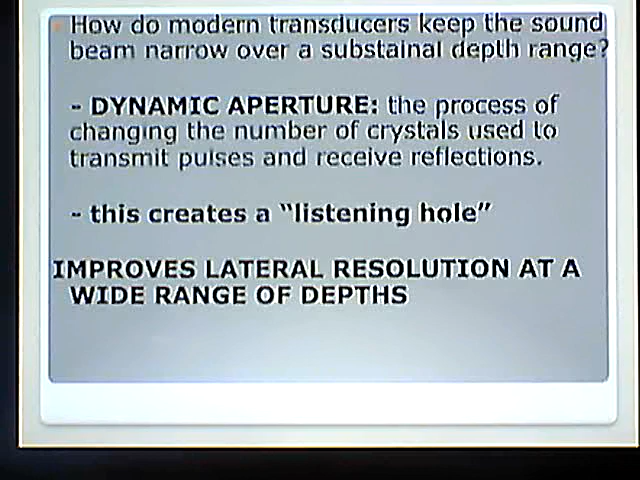 How do modern transducers keep the sound
beam narrow over a substainal depth range?
- DYNAMIC APERTURE: the process of
changing the number of crystals used to
transmit pulses and receive reflections.
- this creates a “listening hole”
IMPROVES LATERAL RESOLUTION AT A
WIDE RANGE OF DEPTHS